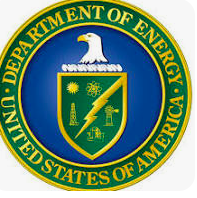 DEPARTMENT OF ENERGY
UNITED STATES OF AMERICA